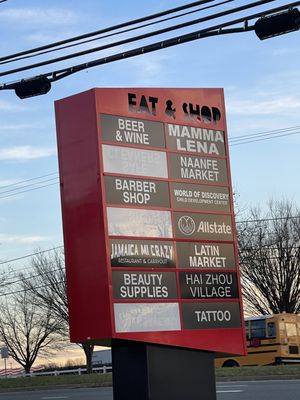 EAT & SHOP
BEER
& WINE
MAMMA
LENA
NAANFE
MARKET
BARBER
SHOP
WORLD OF DISCOVERY
CHILD DEVELOPMENT CENTER
Allstate
JAMAICA MI CRAZY
RESTAURANT & CARRYOUT
LATIN
MARKET
BEAUTY
SUPPLIES
HAI ZHOU
VILLAGE
TATTOO